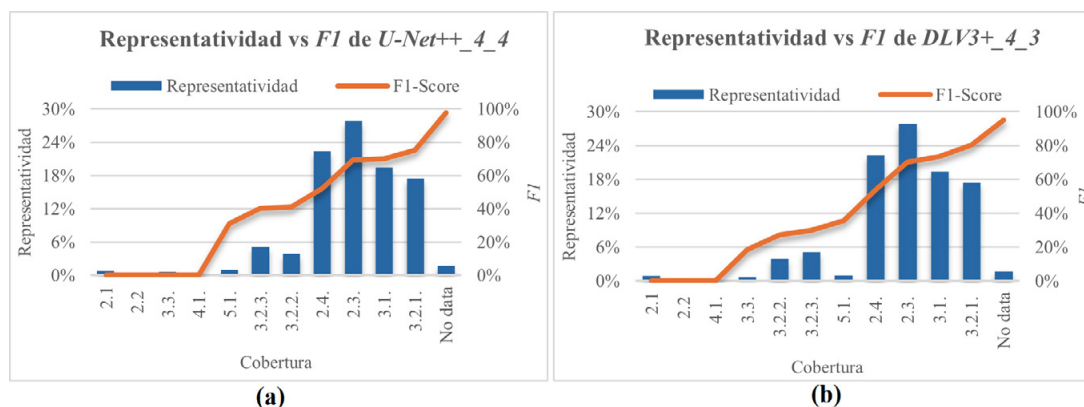 Representatividad vs F1 de U-Net++_4_4
Representatividad F1-Score
30%
24%
18%
12%
6%
0%
Representatividad
100%
80%
60%
40%
20%
0%
F1
2.1 2.2 3.3. 4.1. 5.1. 3.2.3. 3.2.2. 2.4. 2.3. 3.1. 3.2.1. No data
Cobertura
(a)
Representatividad vs F1 de DLV3+_4_3
Representatividad F1-Score
30%
24%
18%
12%
6%
0%
Representatividad
100%
80%
60%
40%
20%
0%
F1
2.1 2.2 4.1. 3.3. 3.2.2. 3.2.3. 5.1. 2.4. 2.3. 3.1. 3.2.1. No data
Cobertura
(b)